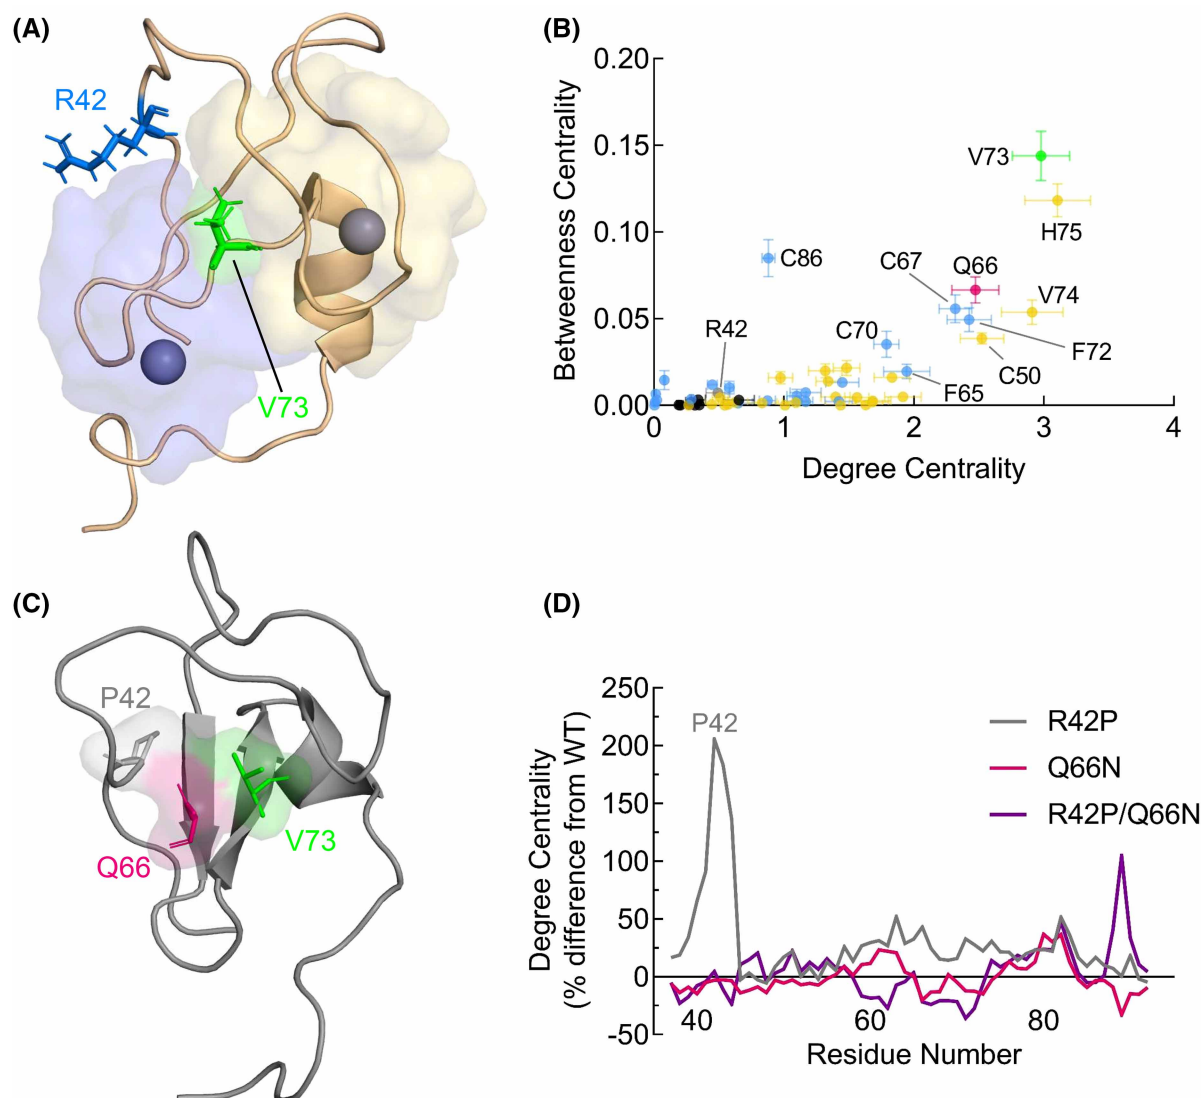 (A)
R42
V73
(B)
Betweenness Centrality
0.20
0.15
0.10
0.05
0.00
V73
H75
C86
C67
Q66
V74
R42
C70
F72
C50
F65
0
1
2
3
4
Degree Centrality
(C)
P42
Q66
V73
(D)
Degree Centrality
(% difference from WT)
250
200
150
100
50
0
-50
P42
R42P
Q66N
R42P/Q66N
40
60
80
Residue Number